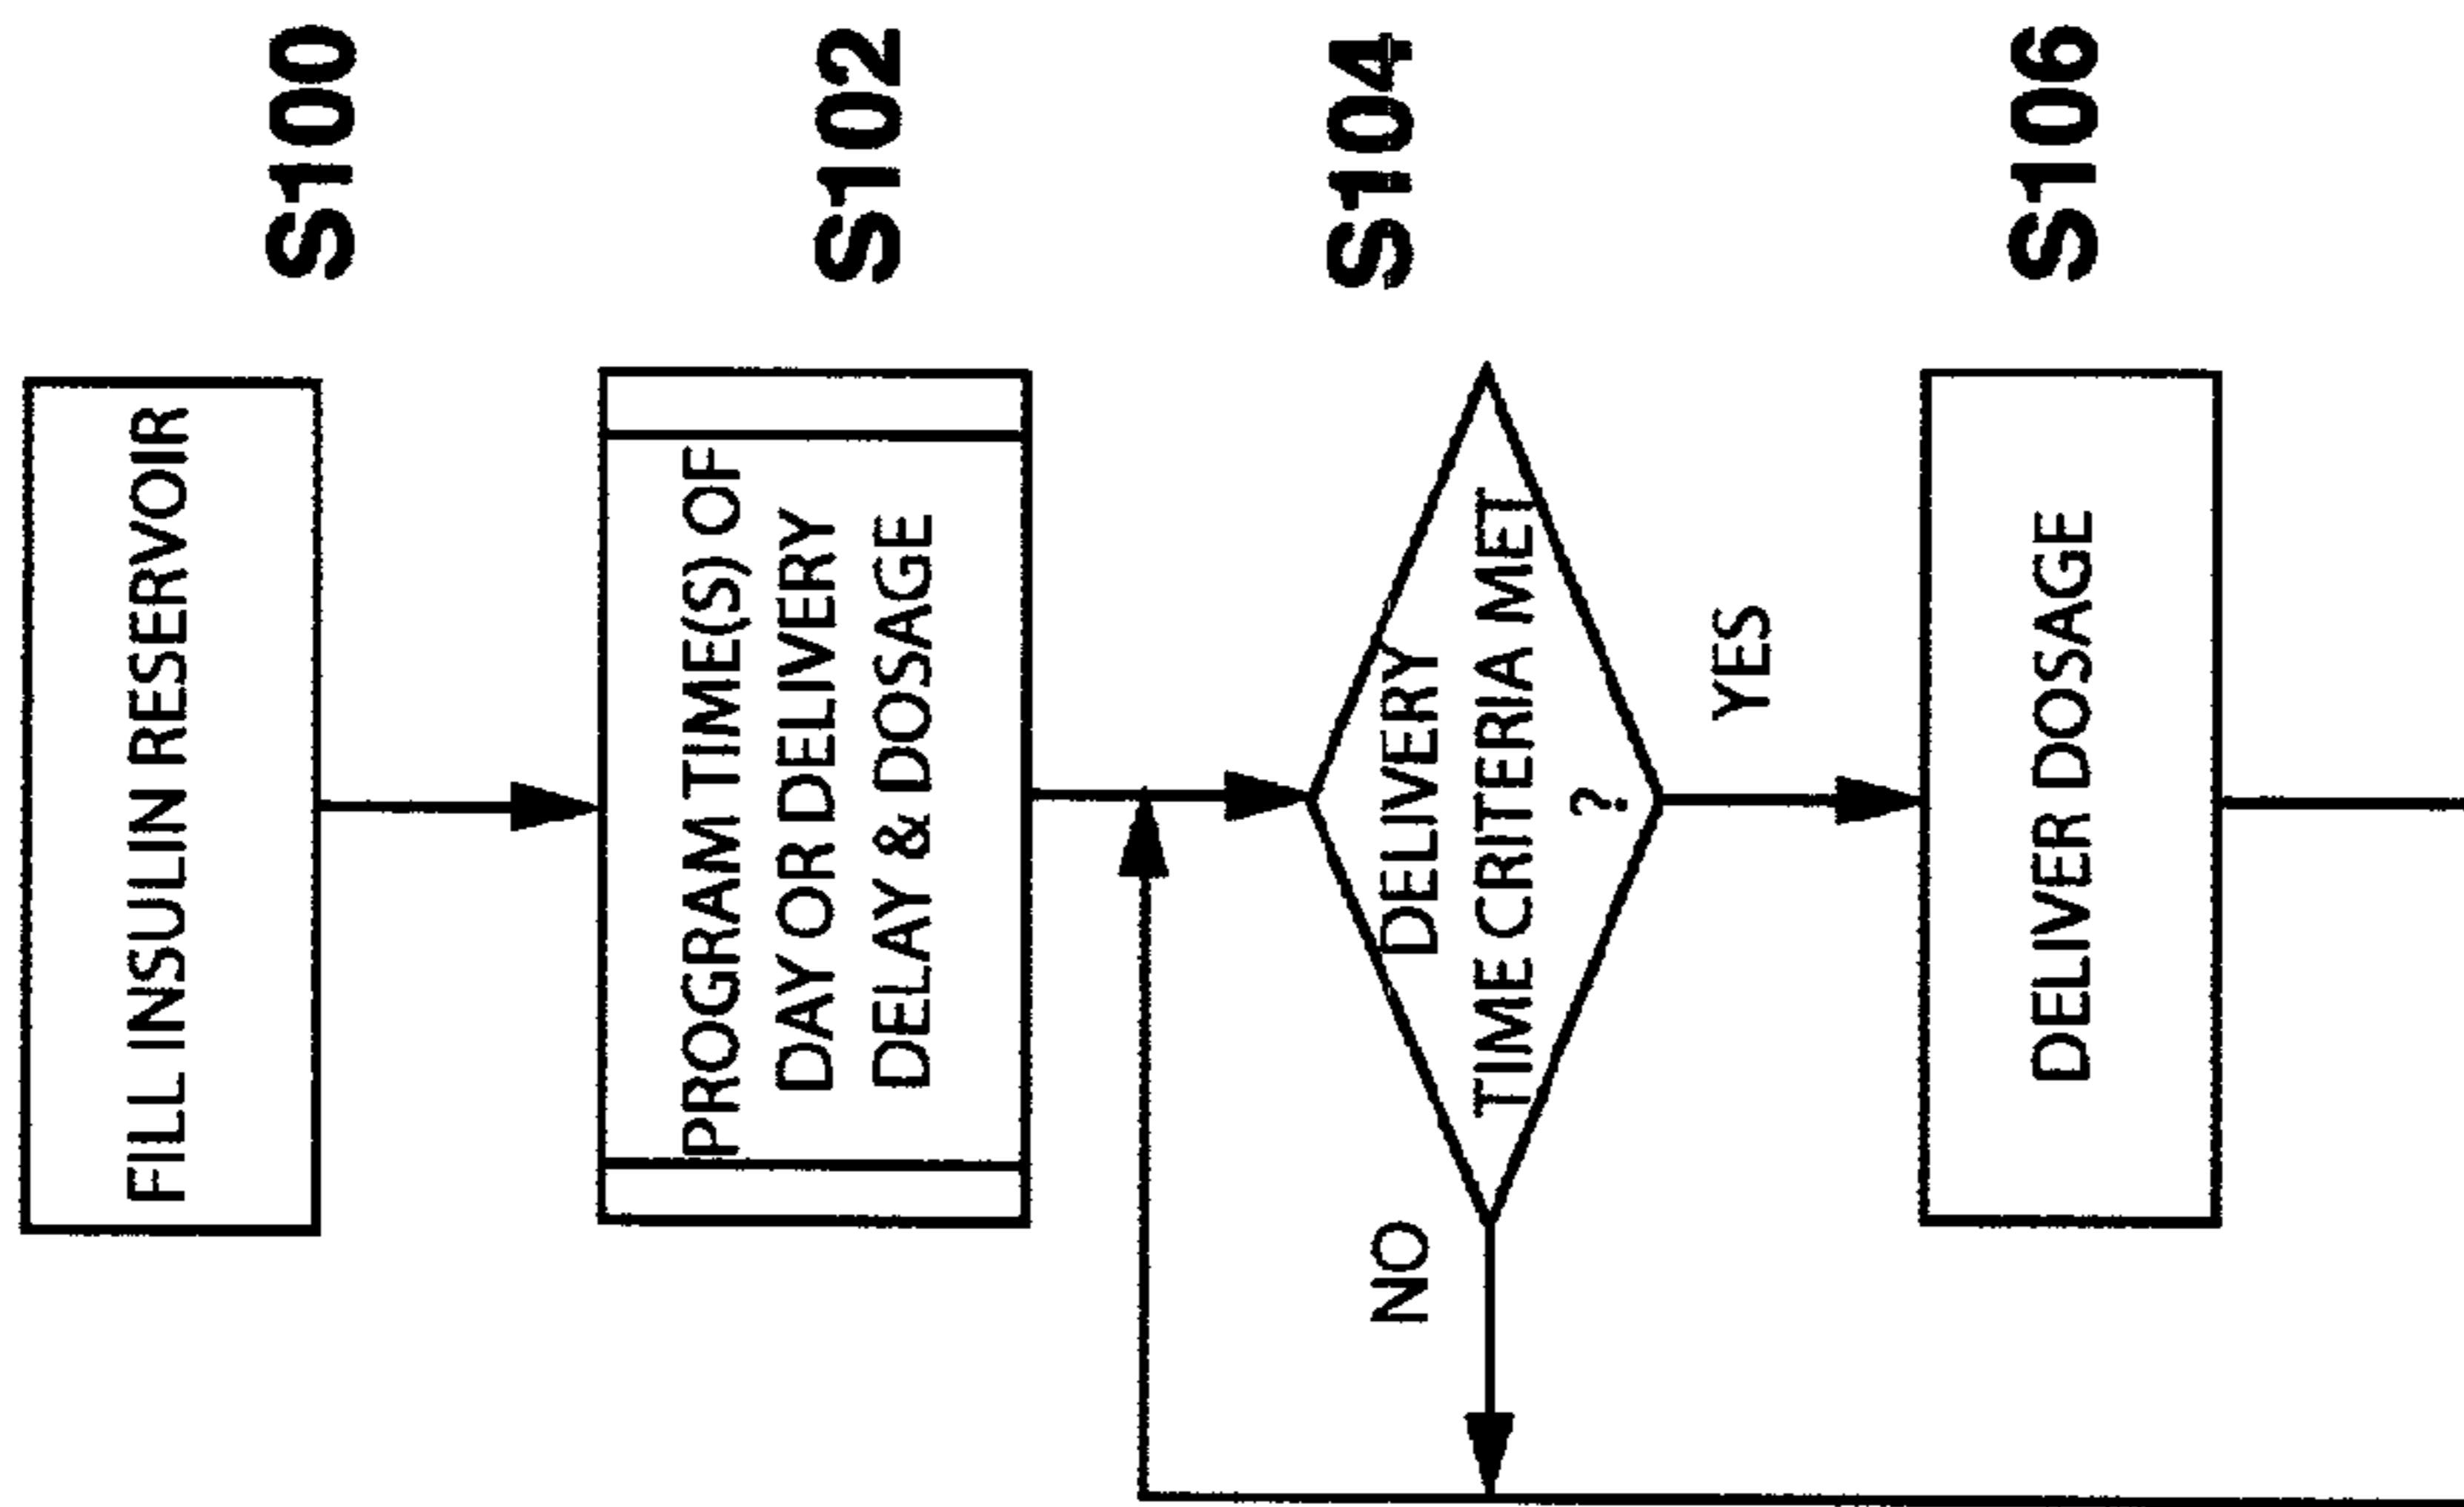 FILL INSULIN RESERVOIR
S100
PROGRAM TIME(S) OF
DAY OR DELIVERY
DELAY & DOSAGE
S102
DELIVERY
TIME CRITERIA MET
?
S104
NO
YES
DELIVER DOSAGE
S106